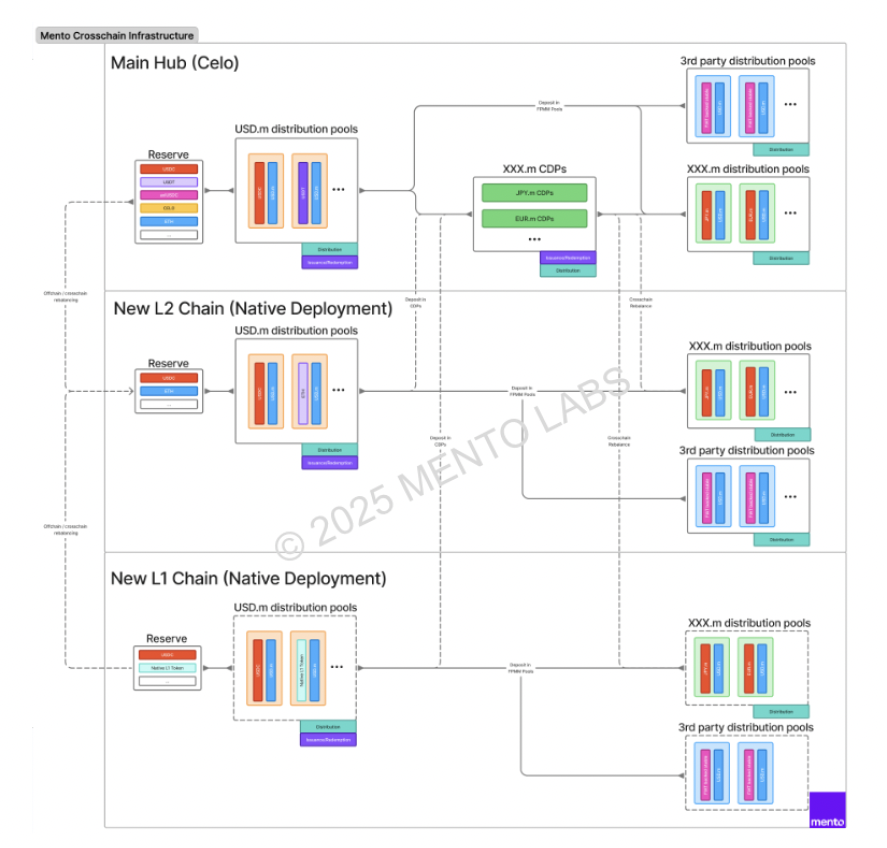 Mento Crosschain Infrastructure
Main Hub (Celo)
3rd party distribution pools
Deposit in
FPMM Pools
USD.m distribution pools
Reserve
USDC
USDT
CELO
ETH
...
USDC
USD.m
USDT
USD.m
Distribution
Issuance/Redemption
XXX.m CDPs
JPY.m CDPs
EUR.m CDPs
Issuance/Redemption
Distribution
USD.m
USD.m
Distribution
XXX.m distribution pools
JPY.m
USD.m
EUR.m
USD.m
Distribution
Offchain / crosschain
rebalancing
Deposit in
CDPs
Crosschain
Rebalance
New L2 Chain (Native Deployment)
USD.m distribution pools
Reserve
USDC
ETH
...
USDC
USD.m
ETH
USD.m
Distribution
Issuance/Redemption
Deposit in
FPMM Pools
XXX.m distribution pools
JPY.m
USD.m
EUR.m
USD.m
Distribution
3rd party distribution pools
USD.m
USD.m
Distribution
Deposit in
CDPs
Crosschain
Rebalance
© 2025 MENTO LABS
Offchain / crosschain
rebalancing
New L1 Chain (Native Deployment)
USD.m distribution pools
Reserve
USDC
Native L1 Token
...
USDC
USD.m
Native L1 Token
USD.m
Distribution
Issuance/Redemption
Deposit in
FPMM Pools
XXX.m distribution pools
JPY.m
USD.m
EUR.m
USD.m
Distribution
3rd party distribution pools
USD.m
USD.m
mento